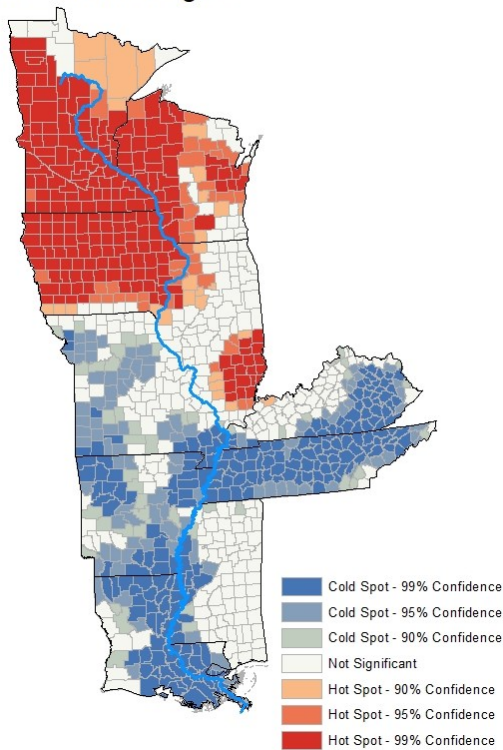 Cold Spot - 99% Confidence
Cold Spot - 95% Confidence
Cold Spot - 90% Confidence
Not Significant
Hot Spot - 90% Confidence
Hot Spot - 95% Confidence
Hot Spot - 99% Confidence